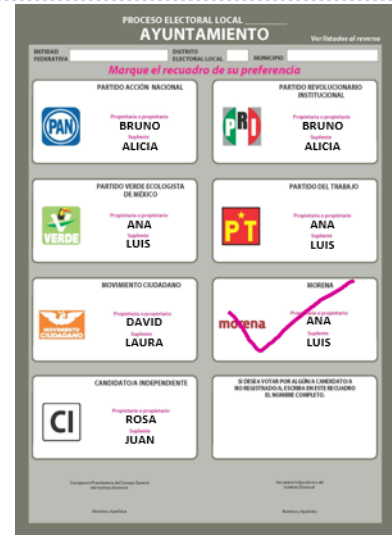 PROCESO ELECTORAL LOCAL
AYUNTAMIENTO
Ver listados al reverso
ENTIDAD
FEDERATIVA
DISTRITO
ELECTORAL LOCAL
MUNICIPIO
Marque el recuadro de su preferencia
PARTIDO ACCIÓN NACIONAL
PAN
Propietaria o propietario
BRUNO
Suplente
ALICIA
PARTIDO REVOLUCIONARIO
INSTITUCIONAL
PRI
Propietaria o propietario
BRUNO
Suplente
ALICIA
PARTIDO VERDE ECOLOGISTA
DE MÉXICO
VERDE
Propietaria o propietario
ANA
Suplente
LUIS
PARTIDO DEL TRABAJO
PT
Propietaria o propietario
ANA
Suplente
LUIS
MOVIMIENTO CIUDADANO
MOVIMIENTO
CIUDADANO
Propietaria o propietario
DAVID
Suplente
LAURA
MORENA
morena
Propietaria o propietario
ANA
Suplente
LUIS
CANDIDATO/A INDEPENDIENTE
CI
Propietaria o propietario
ROSA
Suplente
JUAN
SI DESEA VOTAR POR ALGÚN/A CANDIDATO/A
NO REGISTRADO/A, ESCRIBA EN ESTE RECUADRO
EL NOMBRE COMPLETO.
Nombre y Apellidos
Nombre y Apellidos